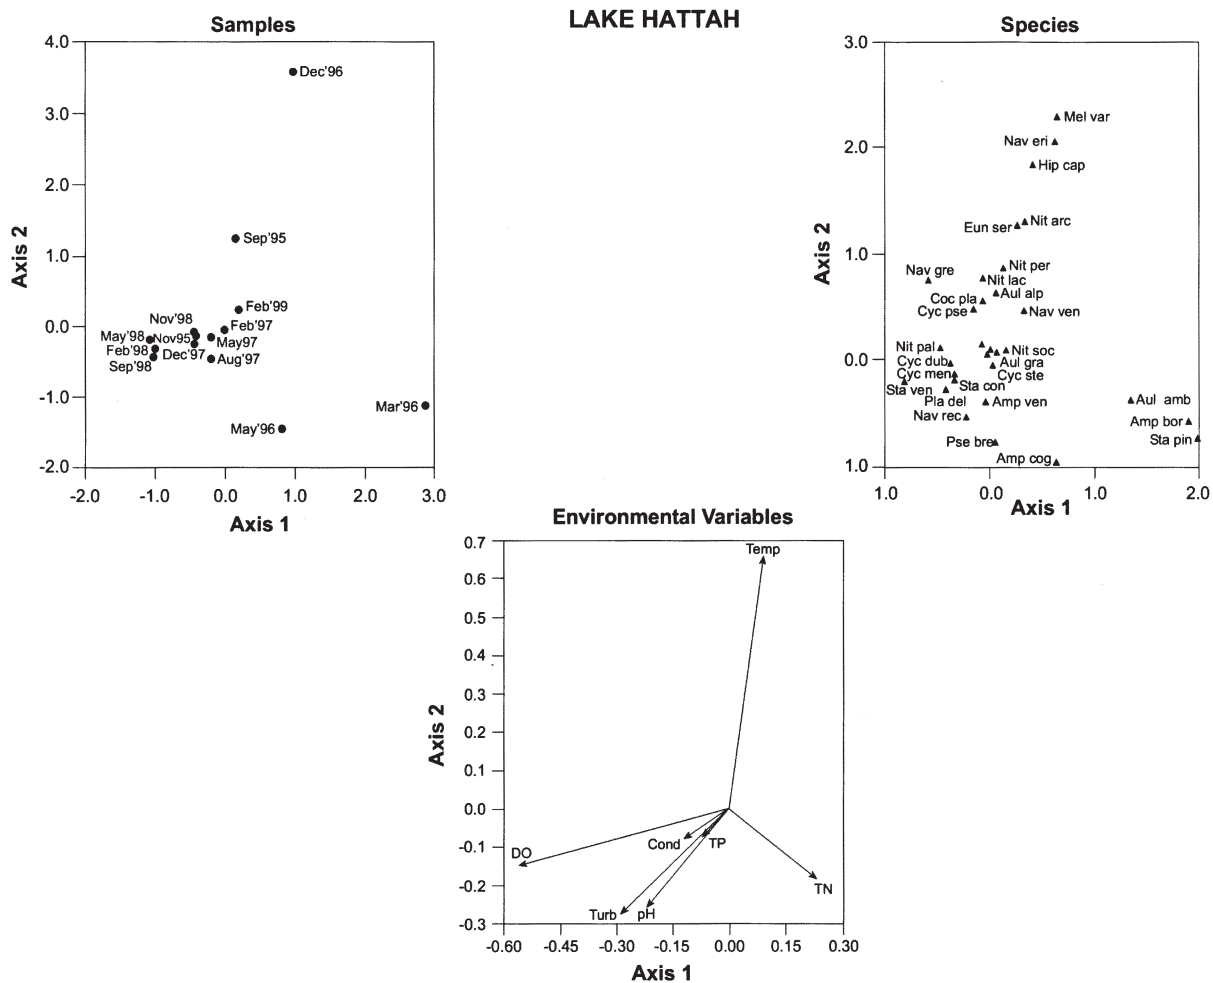 LAKE HATTAH
Samples
4.0
3.0
2.0
1.0
0.0
-1.0
-2.0
Axis 2
Dec'96
Sep'95
Feb'99
Nov'98
Feb'97
May'98
Nov95
May97
Feb'98
Dec'97
Aug'97
Sep'98
Mar'96
May'96
-2.0 -1.0 0.0 1.0 2.0 3.0
Axis 1
Species
3.0
2.0
1.0
0.0
1.0
Axis 2
Mel var
Nav eri
Hip cap
Nit arc
Eun ser
Nit per
Nav gre
Nit lac
Aul alp
Coc pla
Cyc pse
Nav ven
Nit pal
Nit soc
Cyc dub
Aul gra
Cyc men
Cyc ste
Sta ven
Sta con
Pla del
Amp ven
Aul amb
Nav rec
Amp bor
Pse bre
Sta pin
Amp cog
1.0 0.0 1.0 2.0
Axis 1
Environmental Variables
0.7
0.6
0.5
0.4
0.3
0.2
0.1
0.0
-0.1
-0.2
-0.3
Axis 2
Temp
Cond
TP
DO
TN
Turb
pH
-0.60 -0.45 -0.30 -0.15 0.00 0.15 0.30
Axis 1